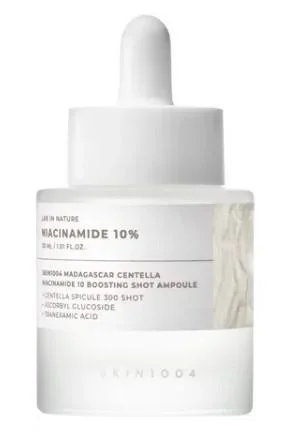 LAB IN NATURE
NIACINAMIDE 10%
30 ML / 1.01 FL.OZ.
SKIN1004 MADAGASCAR CENTELLA
NIACINAMIDE 10 BOOSTING SHOT AMPOULE
• CENTELLA SPICULE 300 SHOT
• ASCORBYL GLUCOSIDE
• TRANEXAMIC ACID
SKIN1004